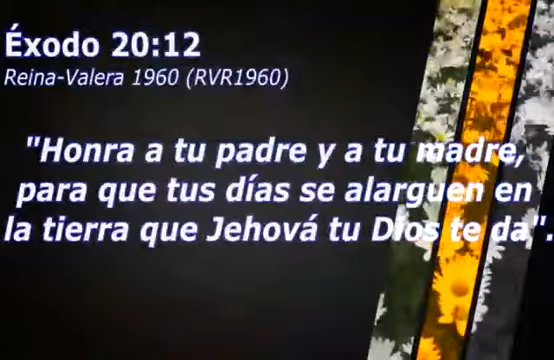 Éxodo 20:12
Reina-Valera 1960 (RVR1960)
"Honra a tu padre y a tu madre,
para que tus días se alarguen en
la tierra que Jehová tu Dios te da".